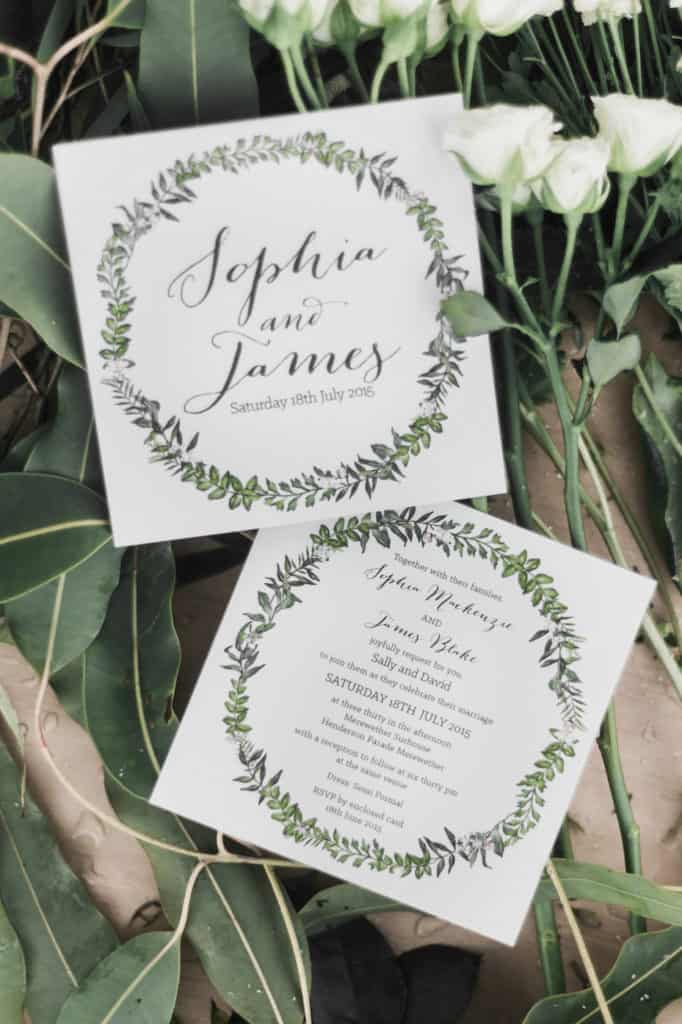 Sophia
and
James
Saturday 18th July 2015
Together with their families
Sophia Mackenzie
AND
James Blake
joyfully request for you
Sally and David
to join them as they celebrate their marriage
SATURDAY 18TH JULY 2015
at three thirty in the afternoon
Merewether Surhouse
Henderson Parade Merewether
with a reception to follow at six thirty pm
at the same venue
Dress: Semi Formal
RSVP by enclosed card
18th June 2015